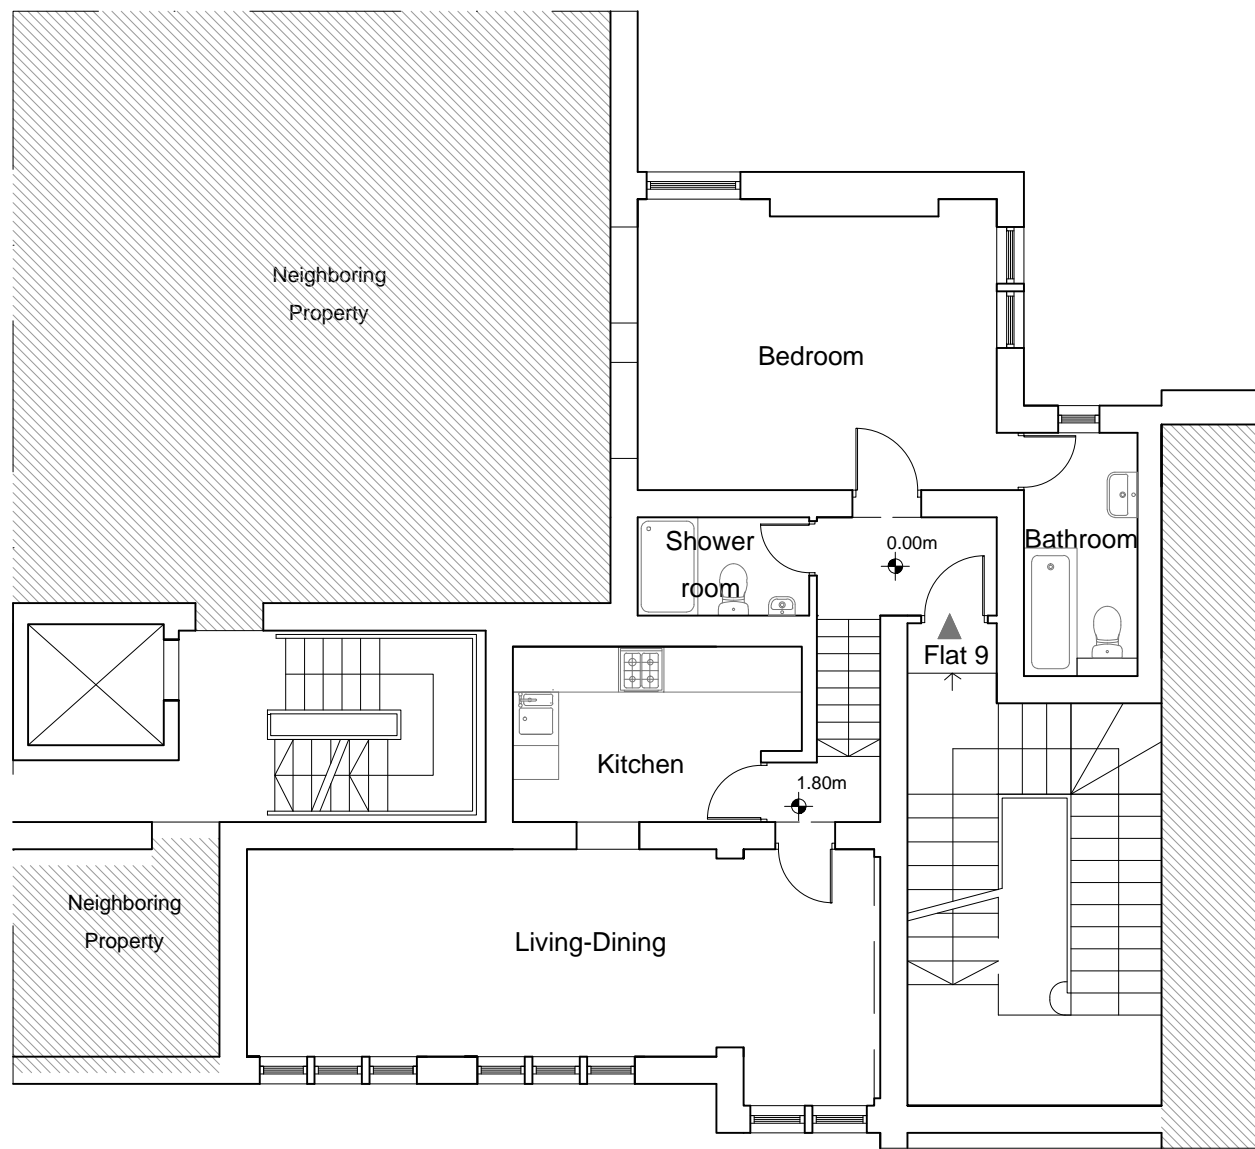 Neighboring
Property
Bedroom
Shower
room
0.00m
Bathroom
Flat 9
Kitchen
1.80m
Neighboring
Property
Living-Dining